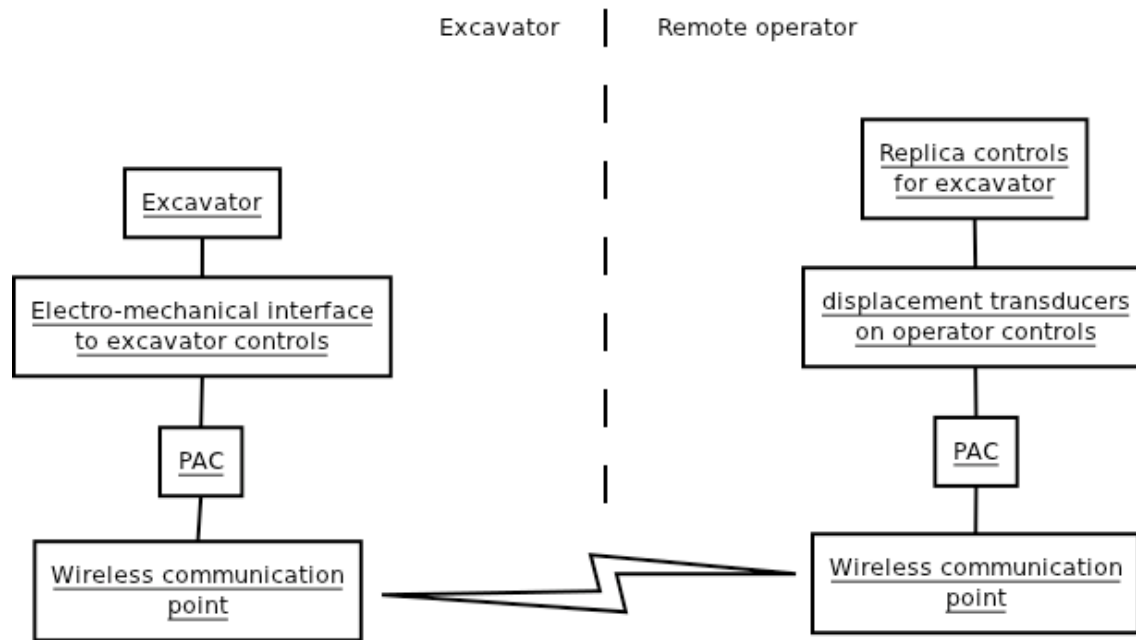 Excavator
Remote operator
Excavator
Electro-mechanical interface
to excavator controls
PAC
Wireless communication
point
Replica controls
for excavator
displacement transducers
on operator controls
PAC
Wireless communication
point